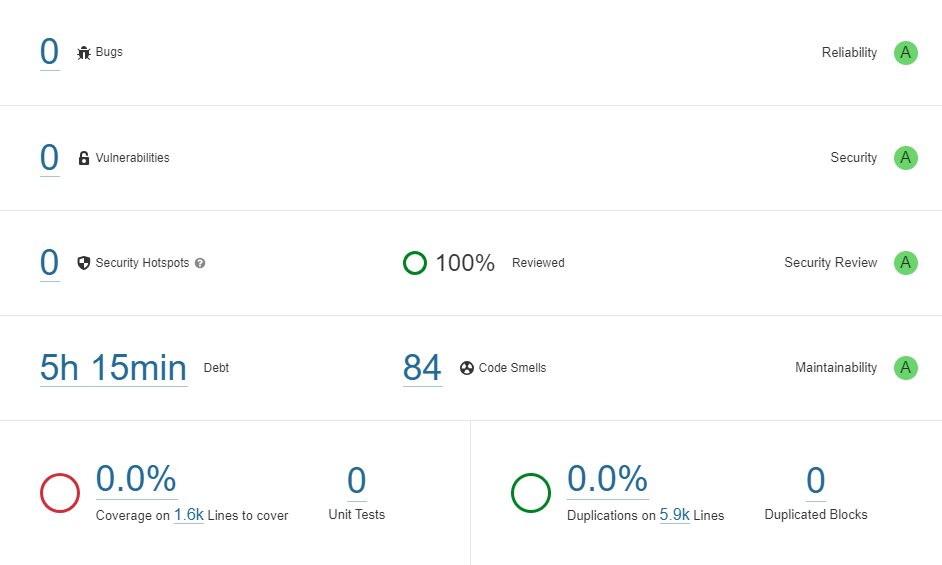 0 Bugs Reliability A
0 Vulnerabilities Security A
0 Security Hotspots ? 100% Reviewed Security Review A
5h 15min Debt 84 Code Smells Maintainability A
0.0% 0 0.0% 0
Coverage on 1.6k Lines to cover Unit Tests Duplications on 5.9k Lines Duplicated Blocks